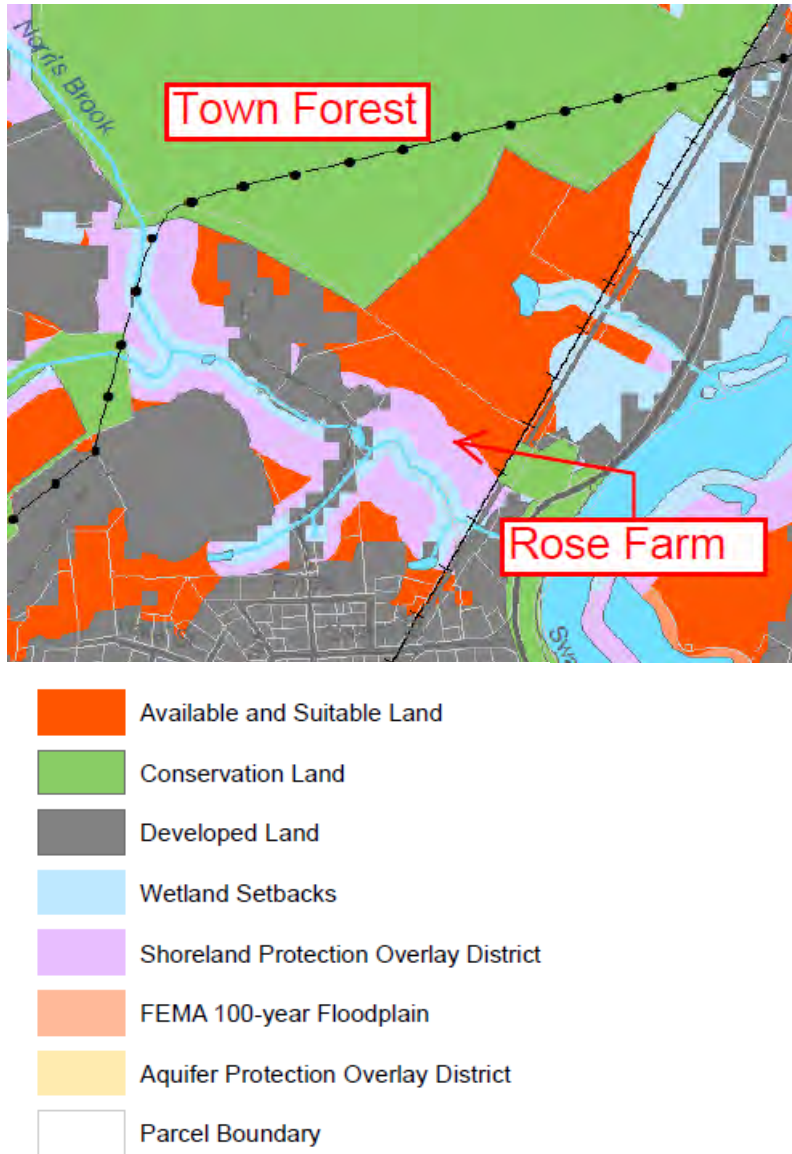 Norris Brook
Town Forest
Rose Farm
Swa
Available and Suitable Land
Conservation Land
Developed Land
Wetland Setbacks
Shoreland Protection Overlay District
FEMA 100-year Floodplain
Aquifer Protection Overlay District
Parcel Boundary